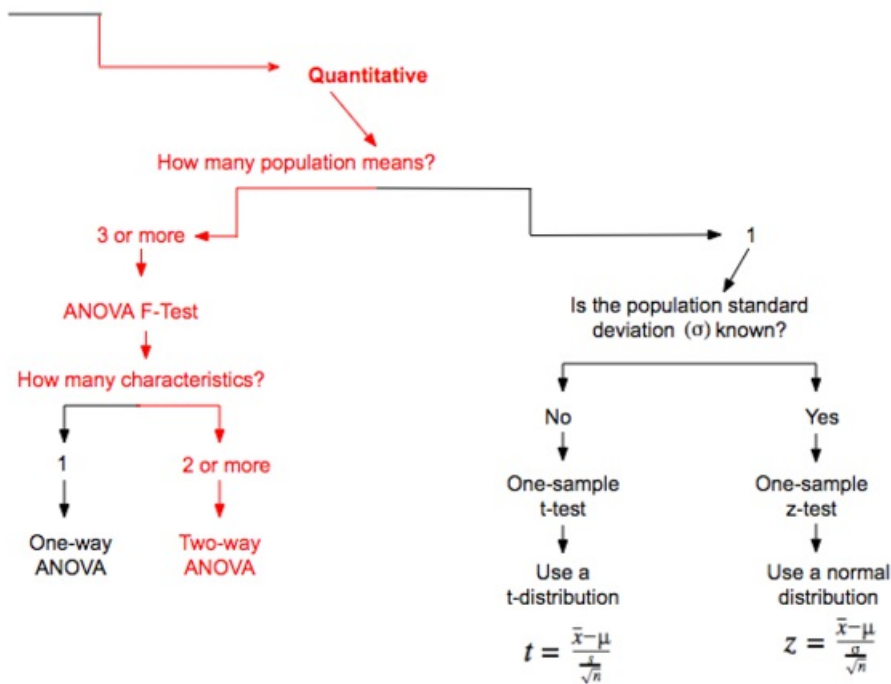 Quantitative
How many population means?
3 or more
1
ANOVA F-Test
Is the population standard
deviation (σ) known?
How many characteristics?
No
Yes
1
2 or more
One-sample
t-test
One-sample
z-test
One-way
ANOVA
Two-way
ANOVA
Use a
t-distribution
Use a normal
distribution
t = x̄−μ / s/√n
z = x̄−μ / σ/√n